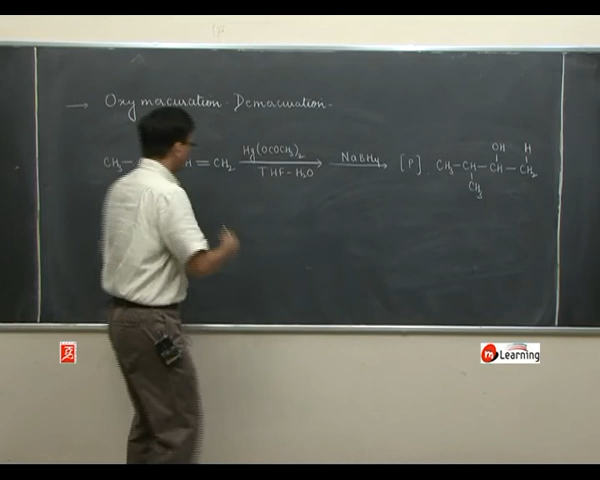 → Oxymercuration - Demercuration -
CH₃ — H = CH₂ Hg(OCOCH₃)₂ THF - H₂O → NaBH₄ → [P] . CH₃ — CH — CH — CH₂
OH H
CH₃
m Learning